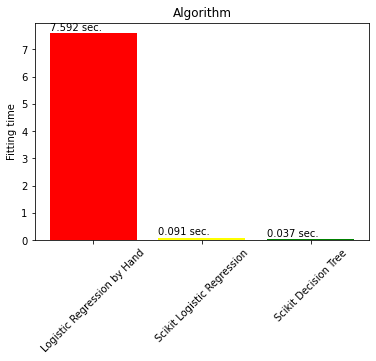 Algorithm
7.592 sec.
0.091 sec.
0.037 sec.
Fitting time
7
6
5
4
3
2
1
0
Logistic Regression by Hand
Scikit Logistic Regression
Scikit Decision Tree